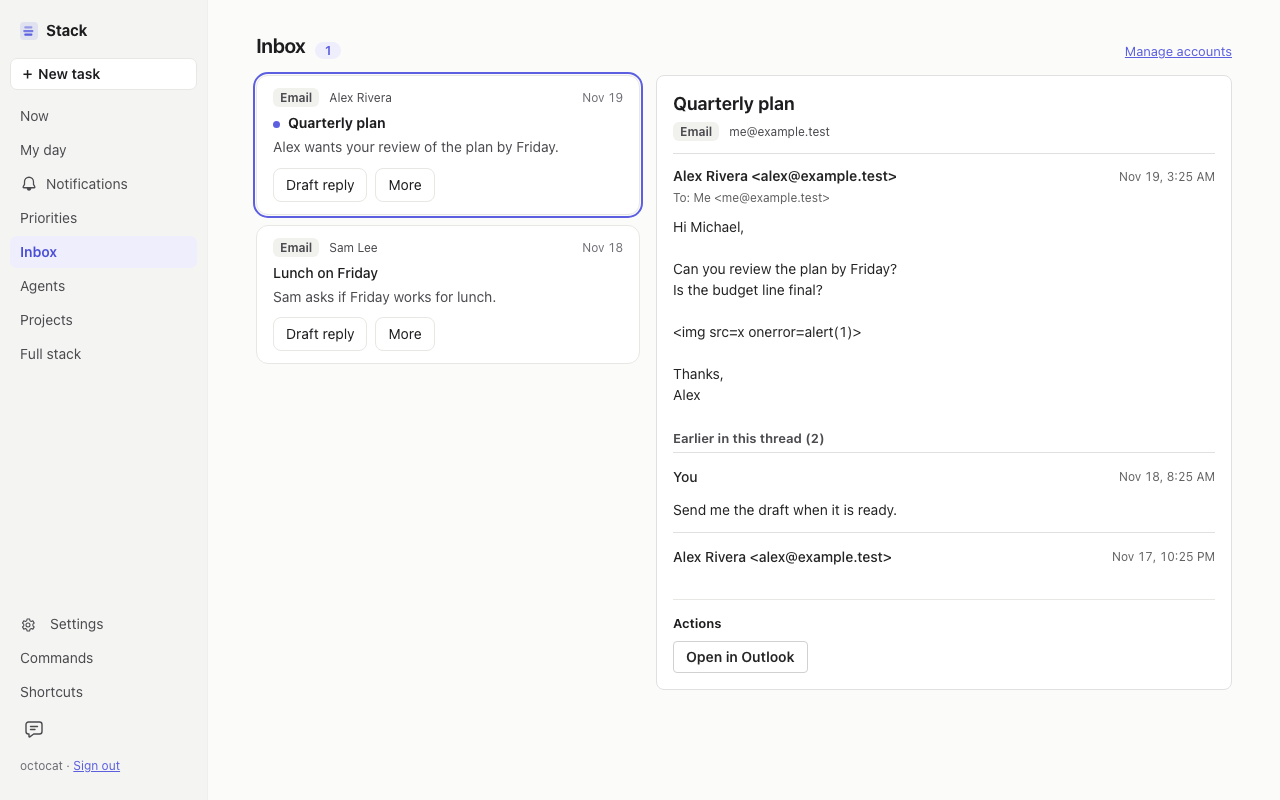 Stack
+ New task
Now
My day
Notifications
Priorities
Inbox
Agents
Projects
Full stack
Settings
Commands
Shortcuts
octocat · Sign out
Inbox 1
Manage accounts
Email Alex Rivera Nov 19
Quarterly plan
Alex wants your review of the plan by Friday.
Draft reply More
Email Sam Lee Nov 18
Lunch on Friday
Sam asks if Friday works for lunch.
Draft reply More
Quarterly plan
Email me@example.test
Alex Rivera <alex@example.test> Nov 19, 3:25 AM
To: Me <me@example.test>
Hi Michael,
Can you review the plan by Friday?
Is the budget line final?
<img src=x onerror=alert(1)>
Thanks,
Alex
Earlier in this thread (2)
You Nov 18, 8:25 AM
Send me the draft when it is ready.
Alex Rivera <alex@example.test> Nov 17, 10:25 PM
Actions
Open in Outlook